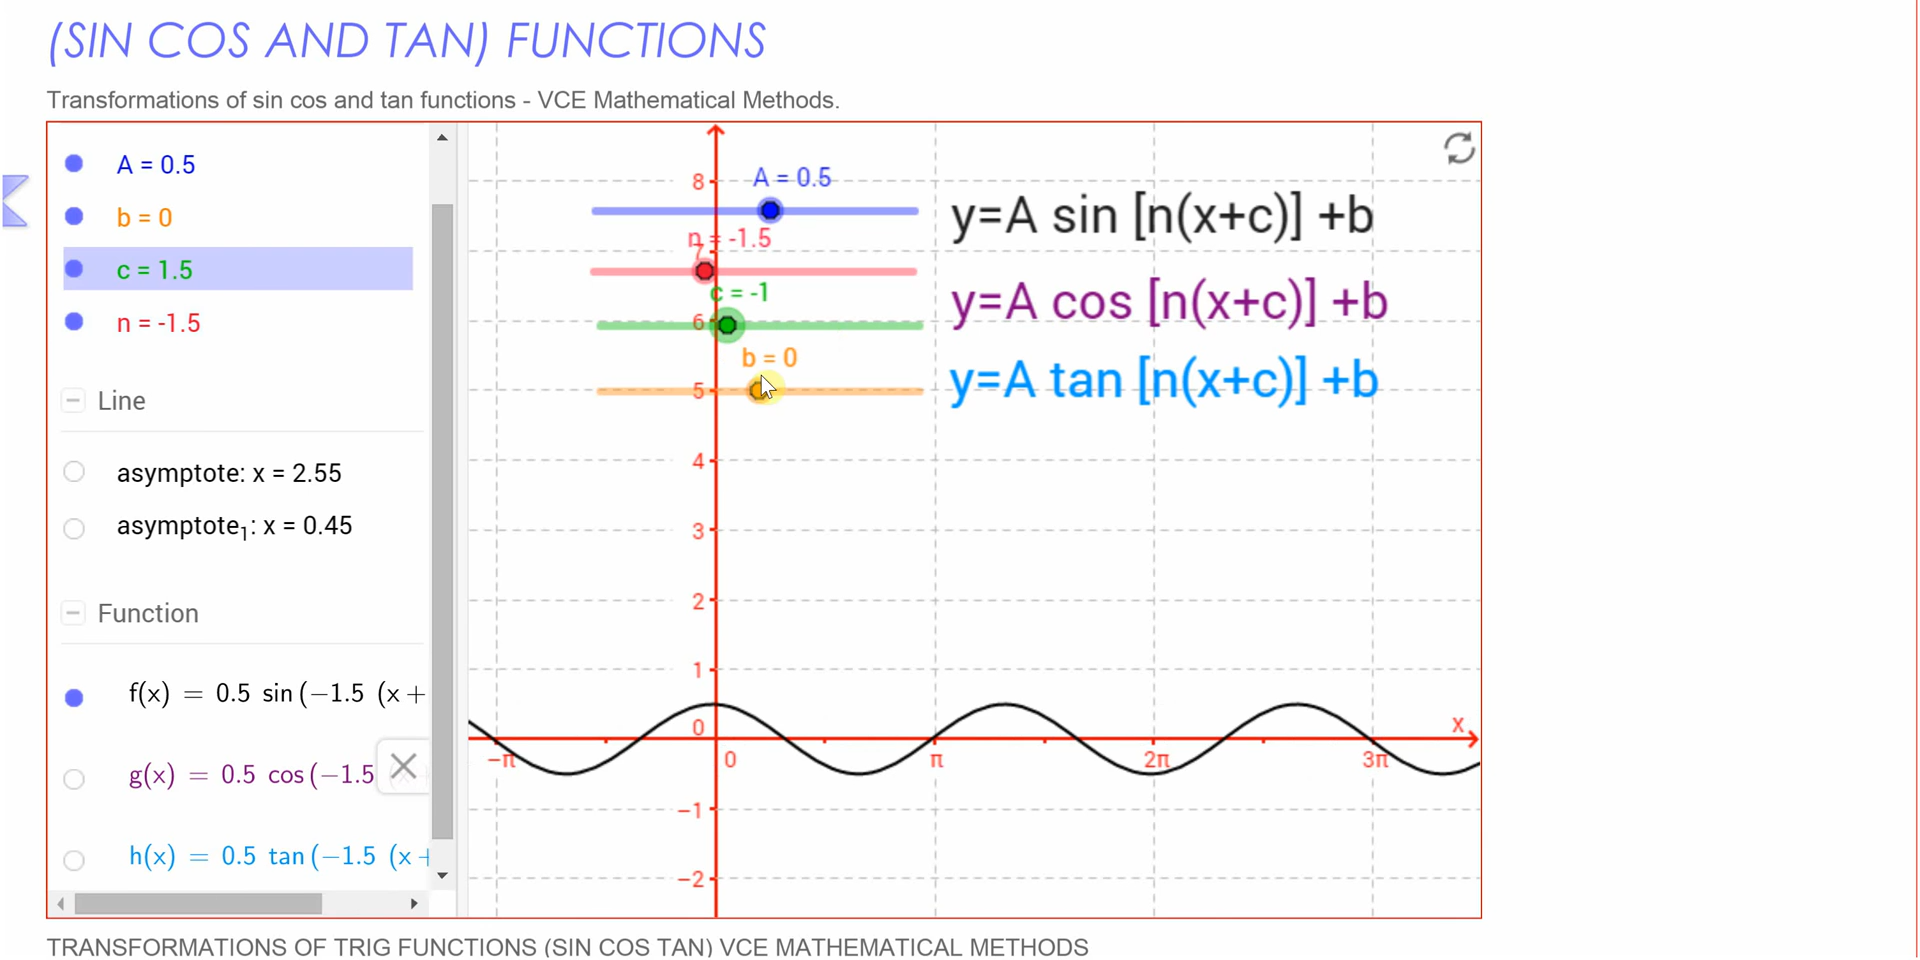 (SIN COS AND TAN) FUNCTIONS
Transformations of sin cos and tan functions - VCE Mathematical Methods.
A = 0.5
b = 0
c = 1.5
n = -1.5
Line
asymptote: x = 2.55
asymptote₁: x = 0.45
Function
f(x) = 0.5 sin(−1.5 (x +
g(x) = 0.5 cos(−1.5
h(x) = 0.5 tan(−1.5 (x +
A = 0.5
n = -1.5
c = -1
b = 0
y=A sin [n(x+c)] +b
y=A cos [n(x+c)] +b
y=A tan [n(x+c)] +b
8
7
6
5
4
3
2
1
0
−1
−2
−π
0
π
2π
3π
x
TRANSFORMATIONS OF TRIG FUNCTIONS (SIN COS TAN) VCE MATHEMATICAL METHODS